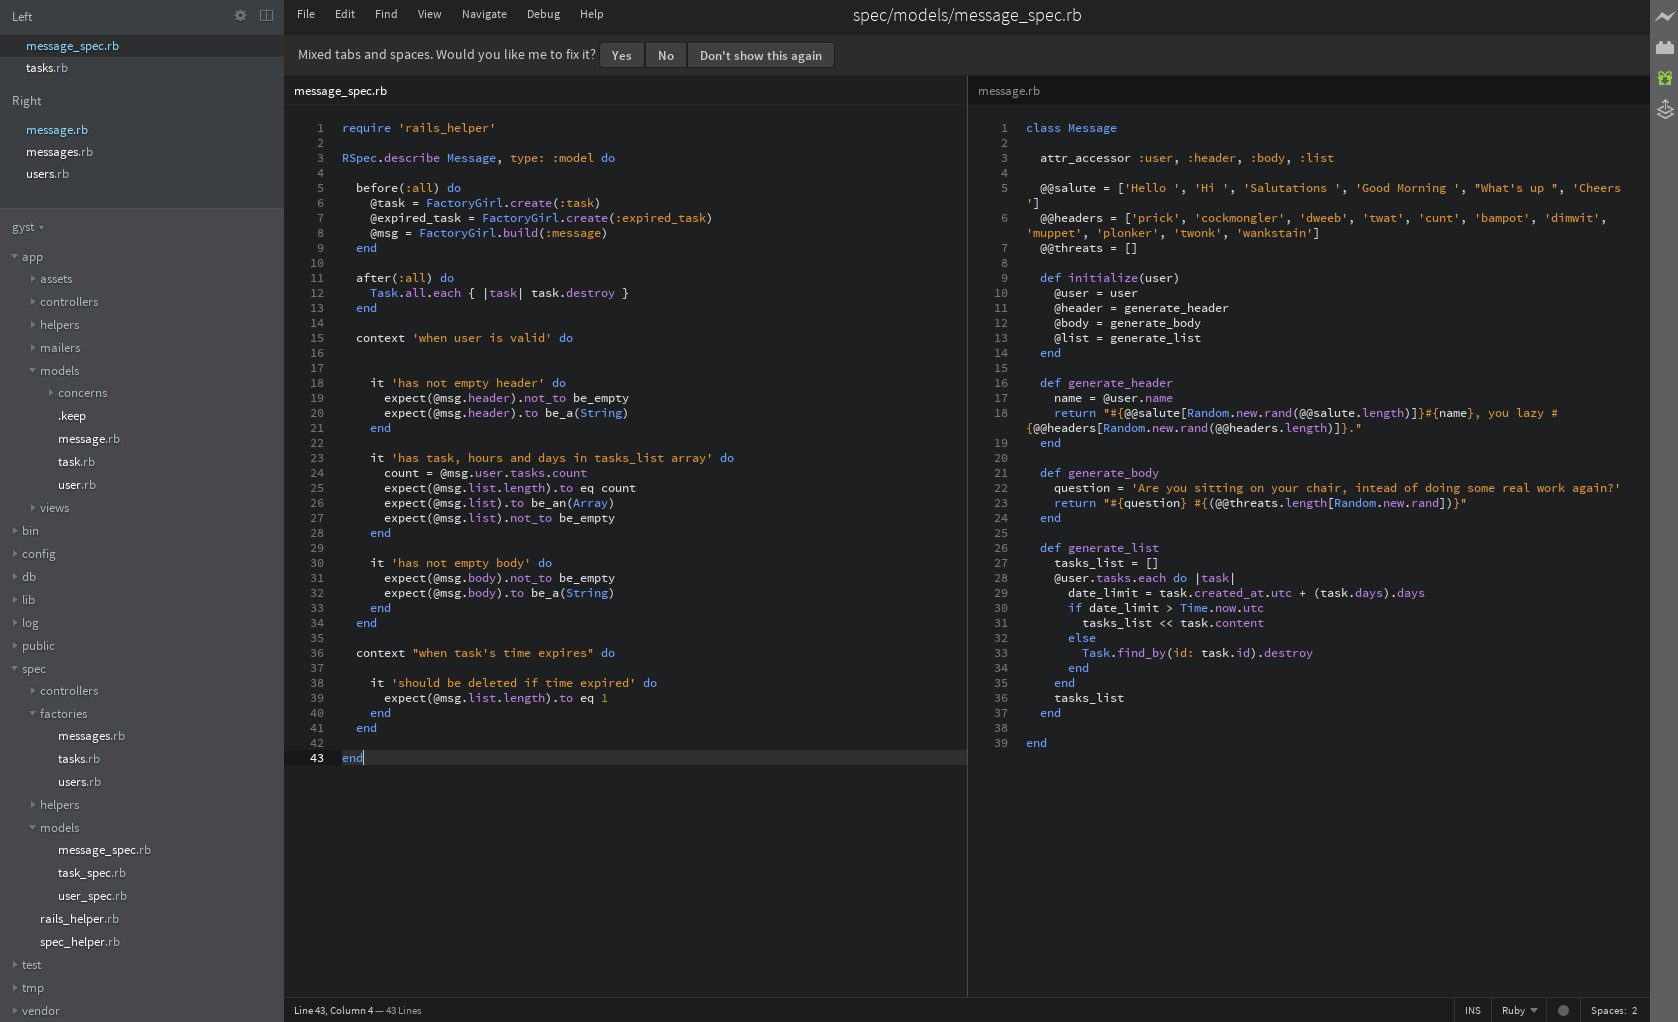 Left
message_spec.rb
tasks.rb
Right
message.rb
messages.rb
users.rb
gyst
app
assets
controllers
helpers
mailers
models
concerns
.keep
message.rb
task.rb
user.rb
views
bin
config
db
lib
log
public
spec
controllers
factories
messages.rb
tasks.rb
users.rb
helpers
models
message_spec.rb
task_spec.rb
user_spec.rb
rails_helper.rb
spec_helper.rb
test
tmp
vendor
File Edit Find View Navigate Debug Help
spec/models/message_spec.rb
Mixed tabs and spaces. Would you like me to fix it? Yes No Don't show this again
message_spec.rb
1 require 'rails_helper'
2
3 RSpec.describe Message, type: :model do
4
5   before(:all) do
6     @task = FactoryGirl.create(:task)
7     @expired_task = FactoryGirl.create(:expired_task)
8     @msg = FactoryGirl.build(:message)
9   end
10
11   after(:all) do
12     Task.all.each { |task| task.destroy }
13   end
14
15   context 'when user is valid' do
16
17
18     it 'has not empty header' do
19       expect(@msg.header).not_to be_empty
20       expect(@msg.header).to be_a(String)
21     end
22
23     it 'has task, hours and days in tasks_list array' do
24       count = @msg.user.tasks.count
25       expect(@msg.list.length).to eq count
26       expect(@msg.list).to be_an(Array)
27       expect(@msg.list).not_to be_empty
28     end
29
30     it 'has not empty body' do
31       expect(@msg.body).not_to be_empty
32       expect(@msg.body).to be_a(String)
33     end
34   end
35
36   context "when task's time expires" do
37
38     it 'should be deleted if time expired' do
39       expect(@msg.list.length).to eq 1
40     end
41   end
42
43 end
message.rb
1 class Message
2
3   attr_accessor :user, :header, :body, :list
4
5   @@salute = ['Hello ', 'Hi ', 'Salutations ', 'Good Morning ', "What's up ", 'Cheers
']
6   @@headers = ['prick', 'cockmongler', 'dweeb', 'twat', 'cunt', 'bampot', 'dimwit',
'muppet', 'plonker', 'twonk', 'wankstain']
7   @@threats = []
8
9   def initialize(user)
10     @user = user
11     @header = generate_header
12     @body = generate_body
13     @list = generate_list
14   end
15
16   def generate_header
17     name = @user.name
18     return "#{@@salute[Random.new.rand(@@salute.length)]}#{name}, you lazy #
{@@headers[Random.new.rand(@@headers.length)]}."
19   end
20
21   def generate_body
22     question = 'Are you sitting on your chair, intead of doing some real work again?'
23     return "#{question} #{(@@threats.length[Random.new.rand])}"
24   end
25
26   def generate_list
27     tasks_list = []
28     @user.tasks.each do |task|
29       date_limit = task.created_at.utc + (task.days).days
30       if date_limit > Time.now.utc
31         tasks_list << task.content
32       else
33         Task.find_by(id: task.id).destroy
34       end
35     end
36     tasks_list
37   end
38
39 end
Line 43, Column 4 — 43 Lines
INS Ruby Spaces: 2